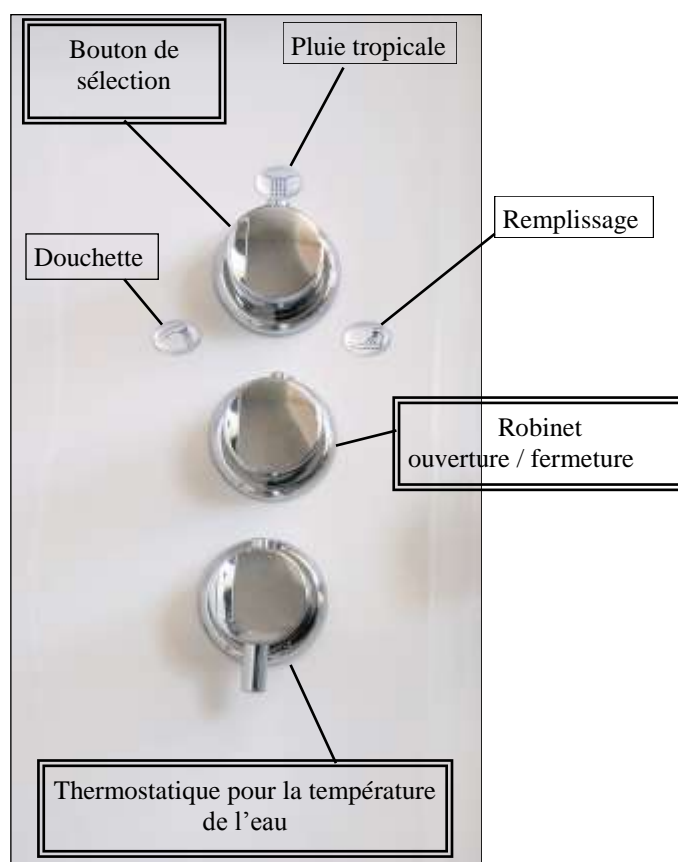 Bouton de
sélection
Pluie tropicale
Remplissage
Douchette
Robinet
ouverture / fermeture
Thermostatique pour la température
de l’eau